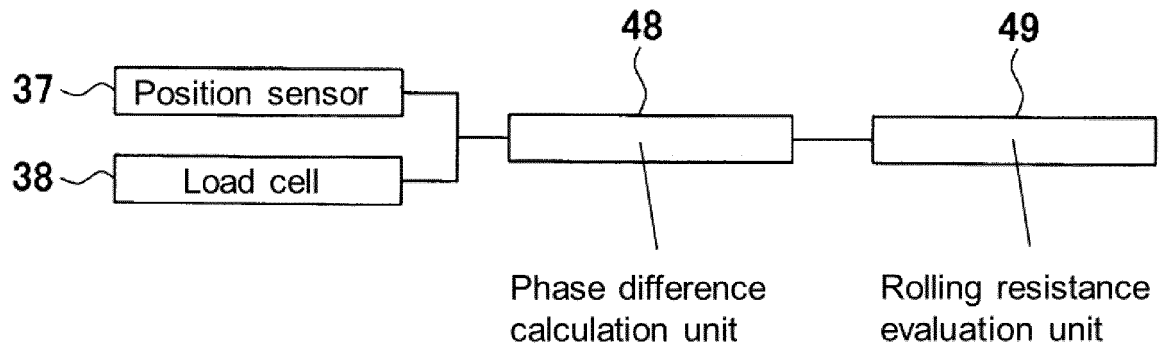 48
49
37
Position sensor
38
Load cell
Phase difference
calculation unit
Rolling resistance
evaluation unit